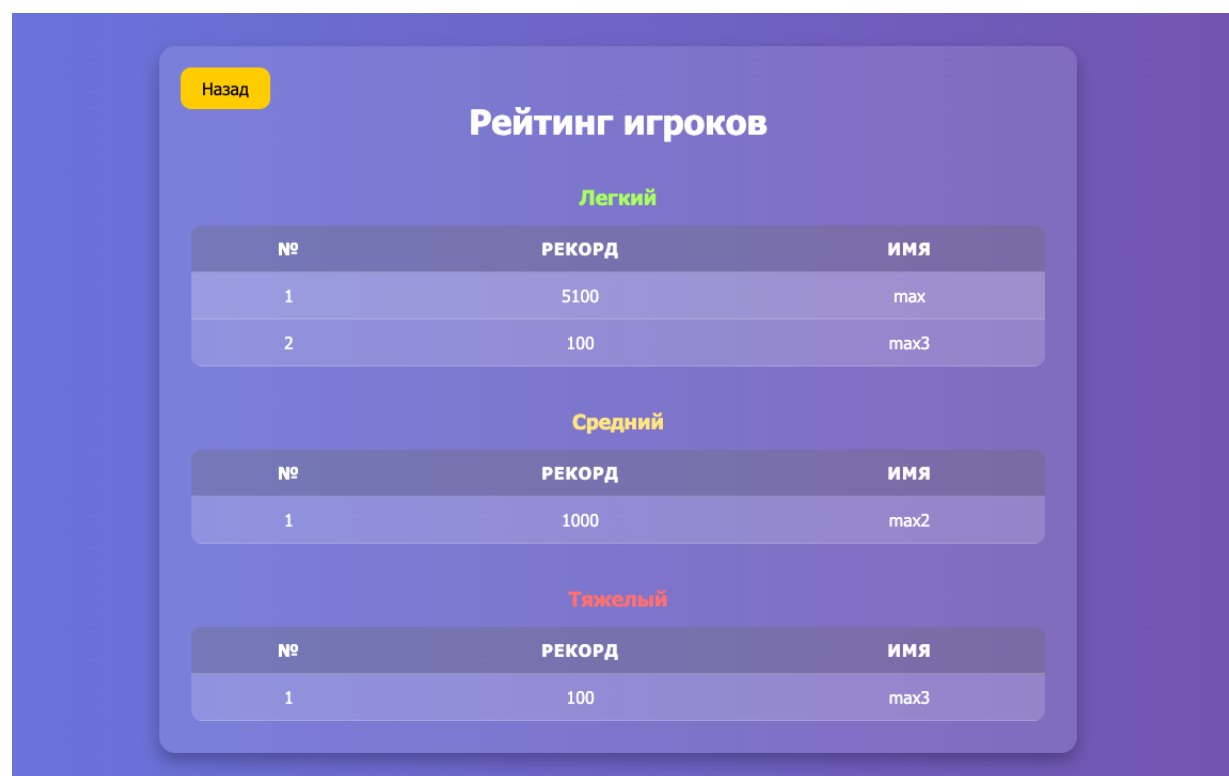 Назад
Рейтинг игроков
Легкий
№ РЕКОРД ИМЯ
1 5100 max
2 100 max3
Средний
№ РЕКОРД ИМЯ
1 1000 max2
Тяжелый
№ РЕКОРД ИМЯ
1 100 max3